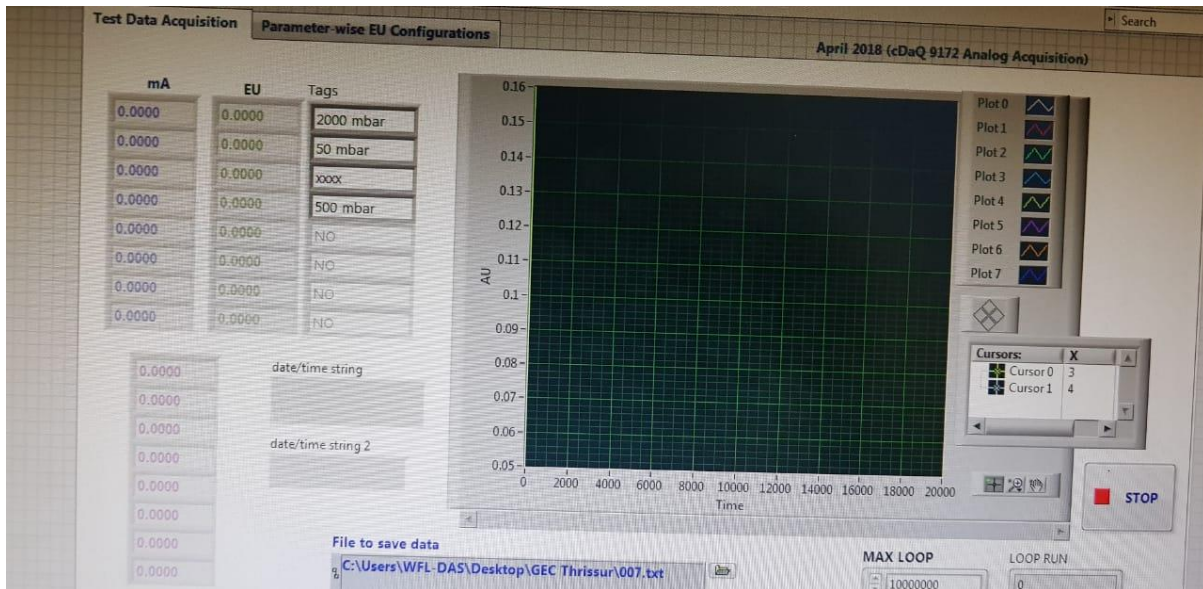 Test Data Acquisition
Parameter-wise EU Configurations
Search
April 2018 (cDaQ 9172 Analog Acquisition)
mA
EU
Tags
0.0000
0.0000
2000 mbar
0.0000
0.0000
50 mbar
0.0000
0.0000
xxxx
0.0000
0.0000
500 mbar
0.0000
0.0000
NO
0.0000
0.0000
NO
0.0000
0.0000
NO
0.0000
0.0000
NO
0.0000
0.0000
0.0000
0.0000
0.0000
0.0000
0.0000
0.0000
date/time string
date/time string 2
0.16
0.15
0.14
0.13
0.12
0.11
0.1
0.09
0.08
0.07
0.06
0.05
AU
0
2000
4000
6000
8000
10000
12000
14000
16000
18000
20000
Time
Plot 0
Plot 1
Plot 2
Plot 3
Plot 4
Plot 5
Plot 6
Plot 7
Cursors:
X
Cursor 0
3
Cursor 1
4
STOP
File to save data
C:\Users\WFL-DAS\Desktop\GEC Thrissur\007.txt
MAX LOOP
10000000
LOOP RUN
0